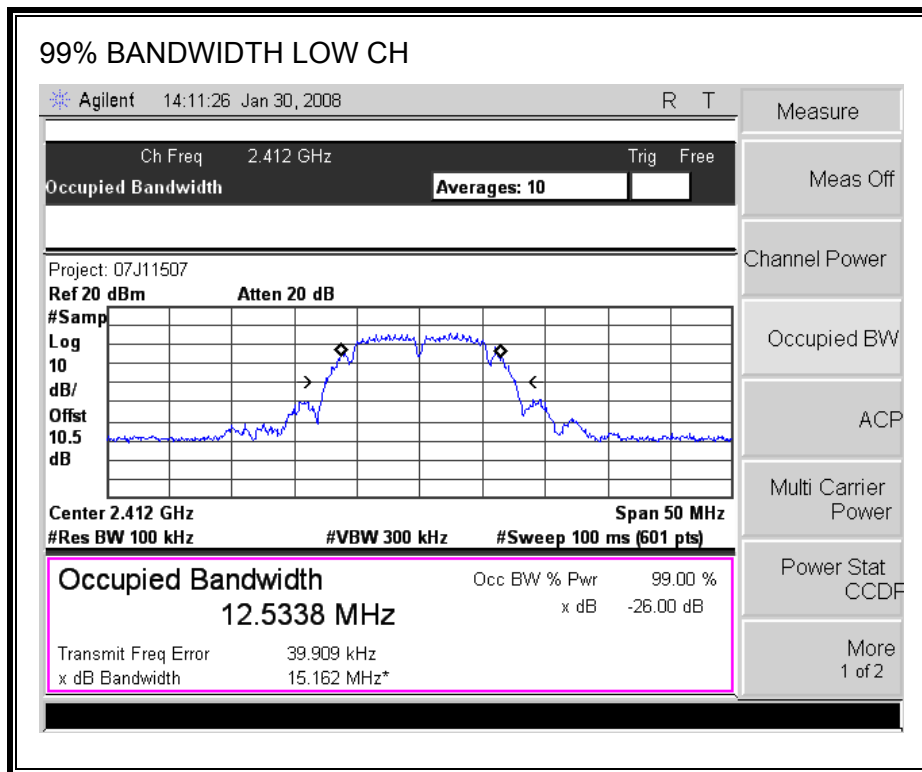 99% BANDWIDTH LOW CH
Agilent 14:11:26 Jan 30, 2008 R T
Measure
Ch Freq 2.412 GHz Trig Free
Occupied Bandwidth Averages: 10
Meas Off
Channel Power
Project: 07J11507
Ref 20 dBm Atten 20 dB
#Samp
Log
10
dB/
Offst
10.5
dB
Occupied BW
ACP
Multi Carrier
Power
Center 2.412 GHz Span 50 MHz
#Res BW 100 kHz #VBW 300 kHz #Sweep 100 ms (601 pts)
Occupied Bandwidth Occ BW % Pwr 99.00 %
12.5338 MHz x dB -26.00 dB
Transmit Freq Error 39.909 kHz
x dB Bandwidth 15.162 MHz*
Power Stat
CCDF
More
1 of 2